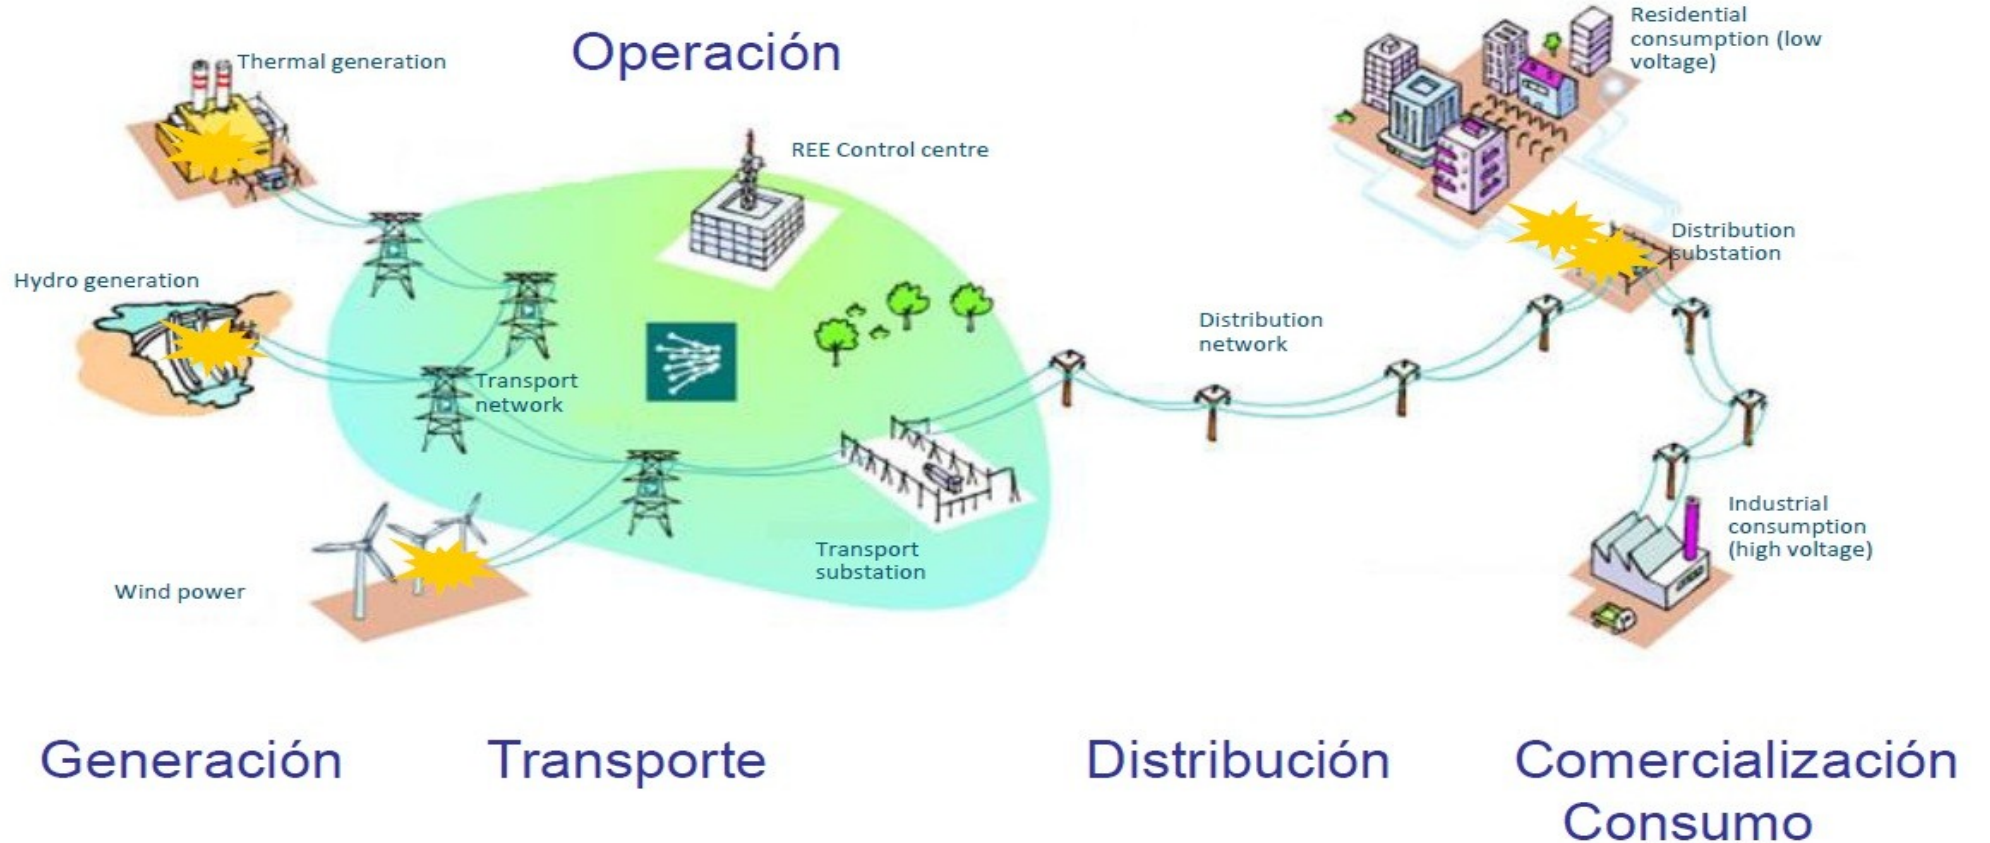 Operación
Thermal generation
Residential
consumption (low
voltage)
REE Control centre
Hydro generation
Distribution
substation
Distribution
network
Transport
network
Transport
substation
Industrial
consumption
(high voltage)
Wind power
Generación
Transporte
Distribución
Comercialización
Consumo